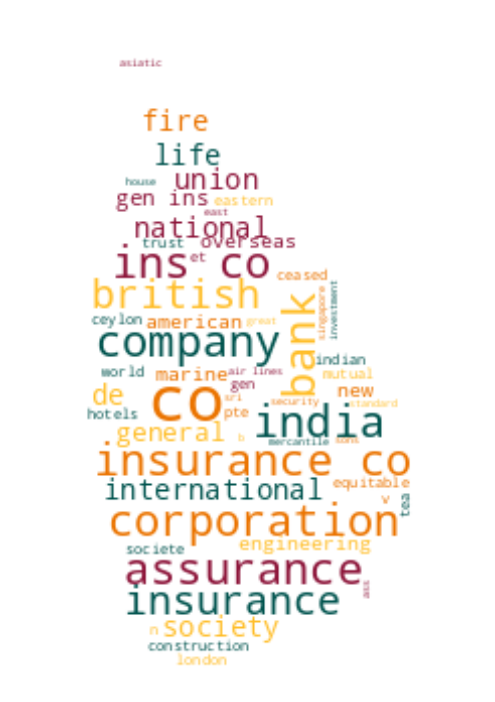 asiatic
fire
life
house union
gen ins eastern
east
national
trust overseas
ins et co
ceased
british
singapore
investment
bank
ceylon american great
company
indian
world marine air lines mutual
gen
de co sri new
security standard
hotels pte india
general b mercantile sons
insurance co
international equitable
v
tea
corporation
societe engineering
assurance
ass
insurance
n society
construction
london